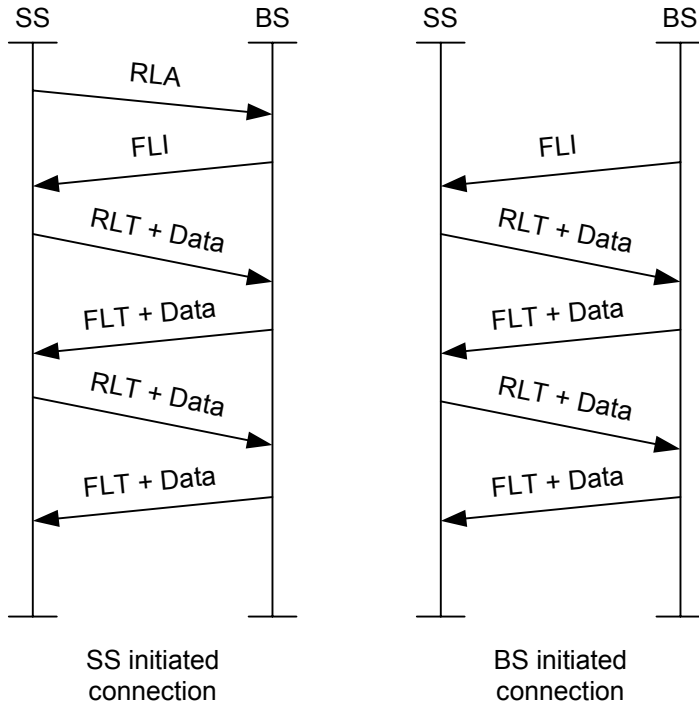 SS
BS
RLA
FLI
RLT + Data
FLT + Data
RLT + Data
FLT + Data
SS initiated
connection
SS
BS
FLI
RLT + Data
FLT + Data
RLT + Data
FLT + Data
BS initiated
connection